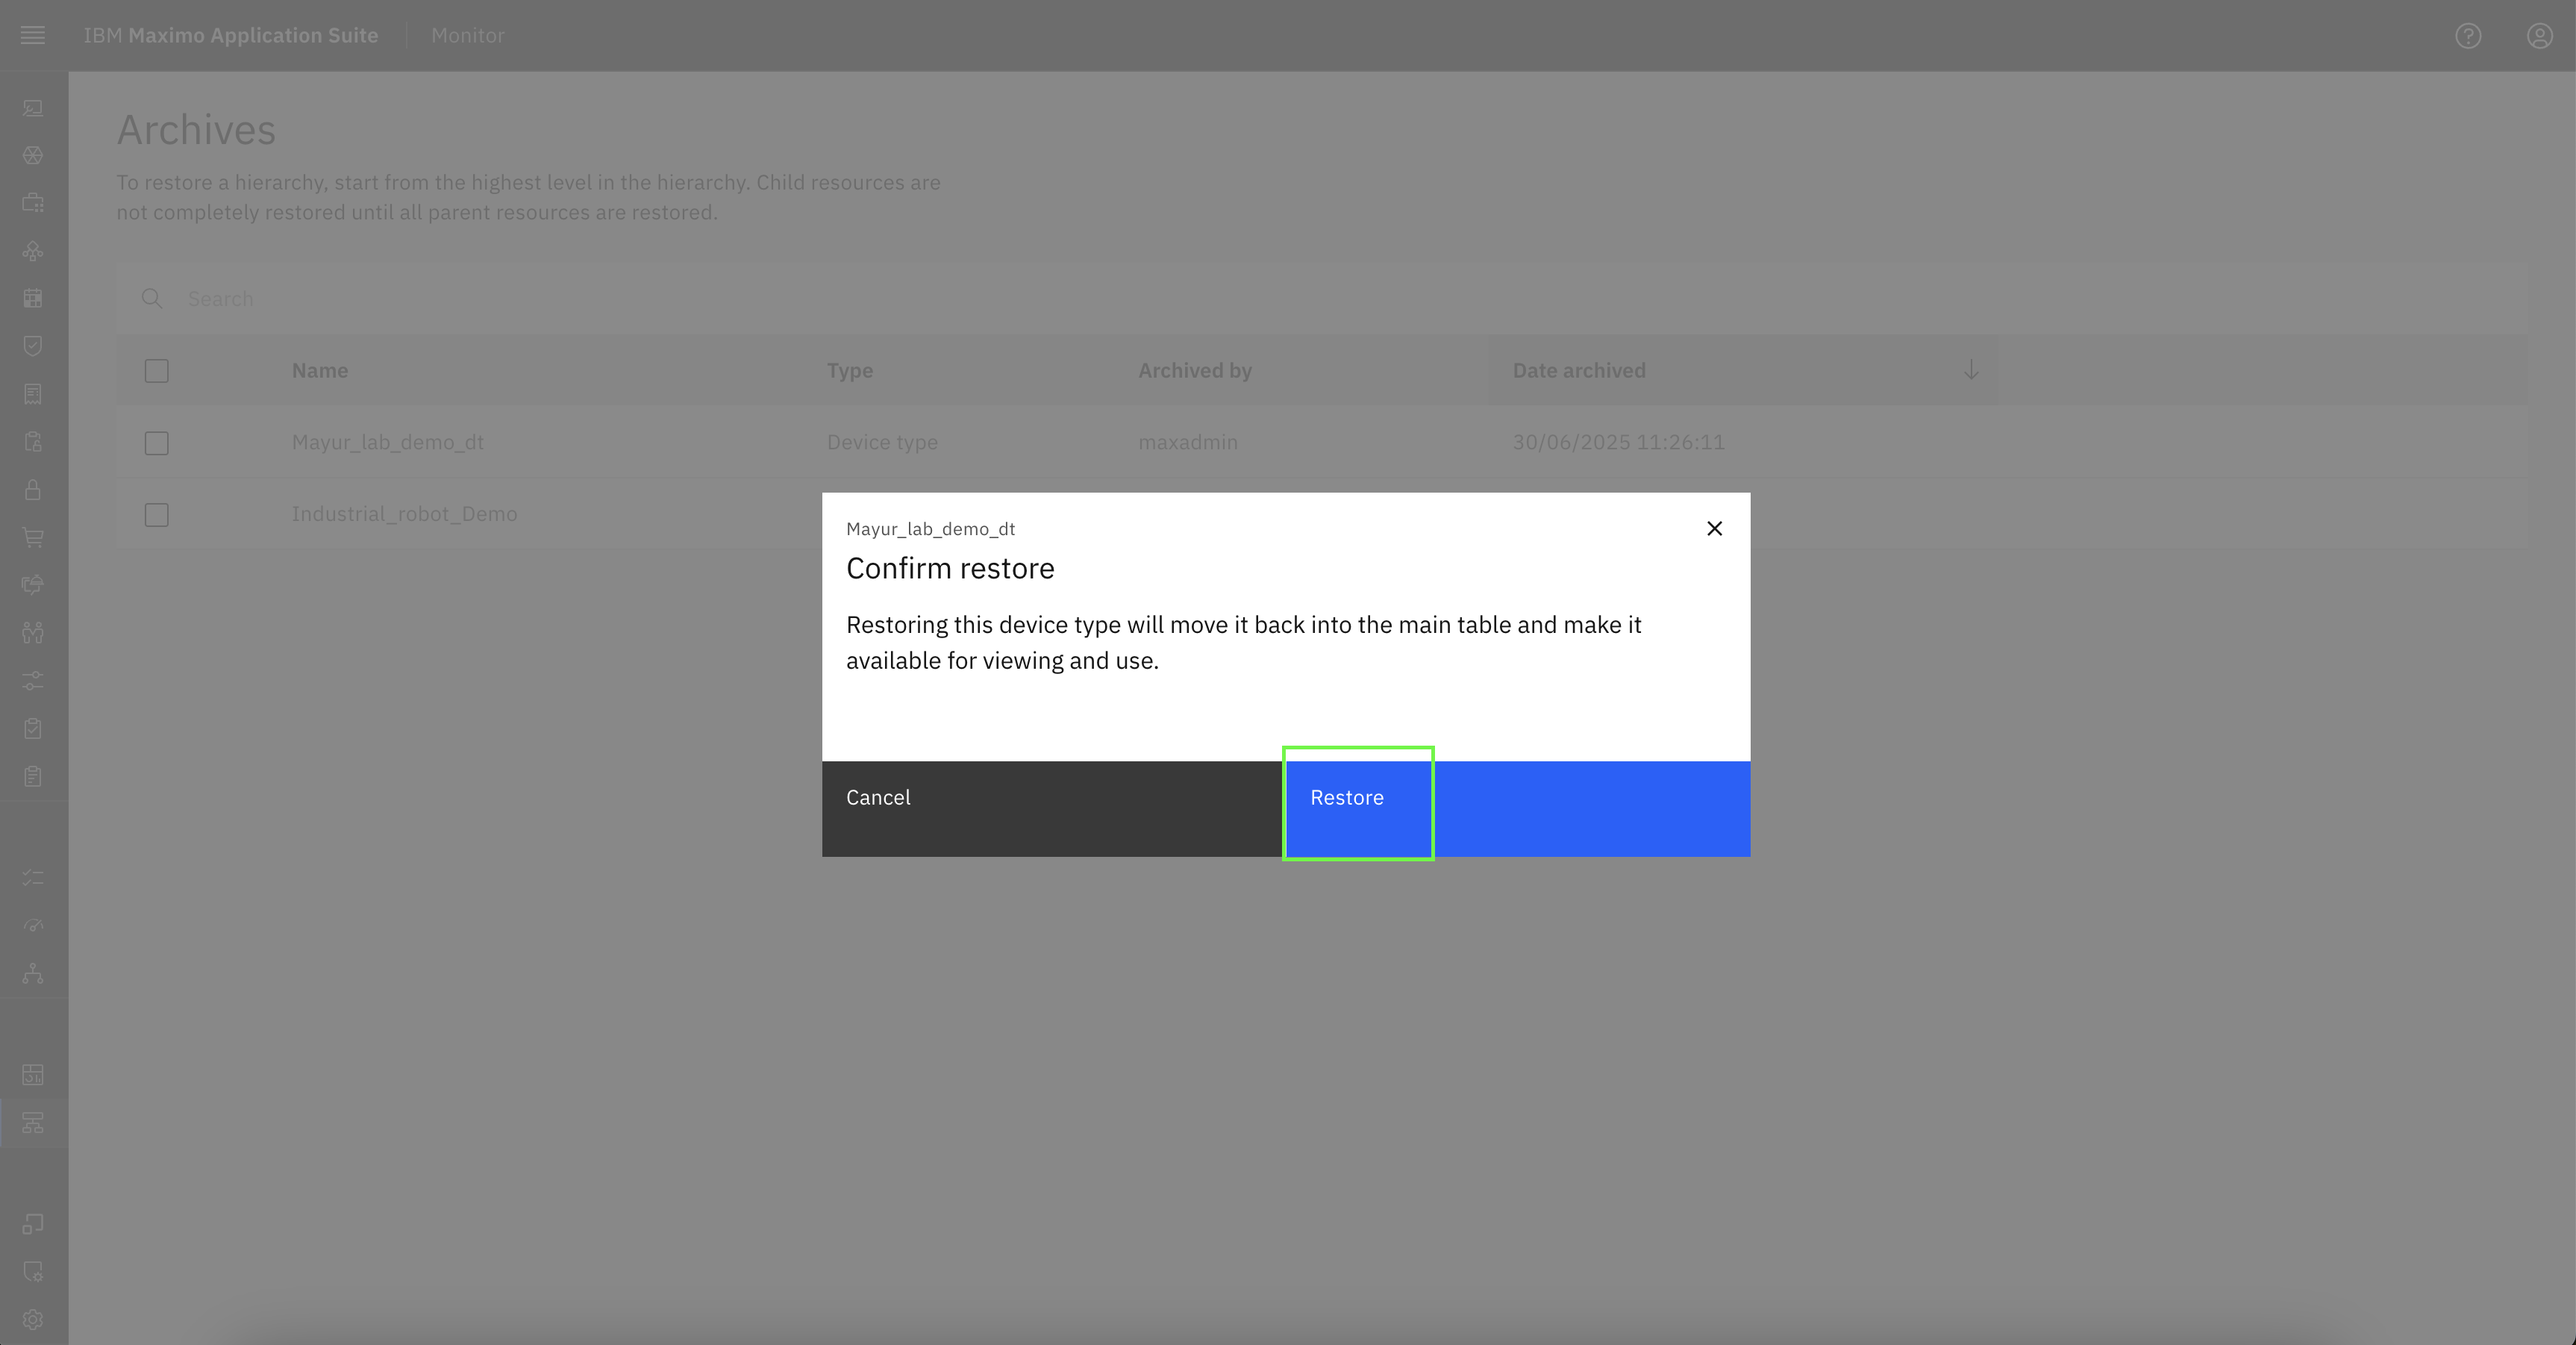 IBM Maximo Application Suite Monitor
Archives
To restore a hierarchy, start from the highest level in the hierarchy. Child resources are
not completely restored until all parent resources are restored.
Search
Name Type Archived by Date archived
Mayur_lab_demo_dt Device type maxadmin 30/06/2025 11:26:11
Industrial_robot_Demo
Mayur_lab_demo_dt
Confirm restore
Restoring this device type will move it back into the main table and make it
available for viewing and use.
Cancel Restore